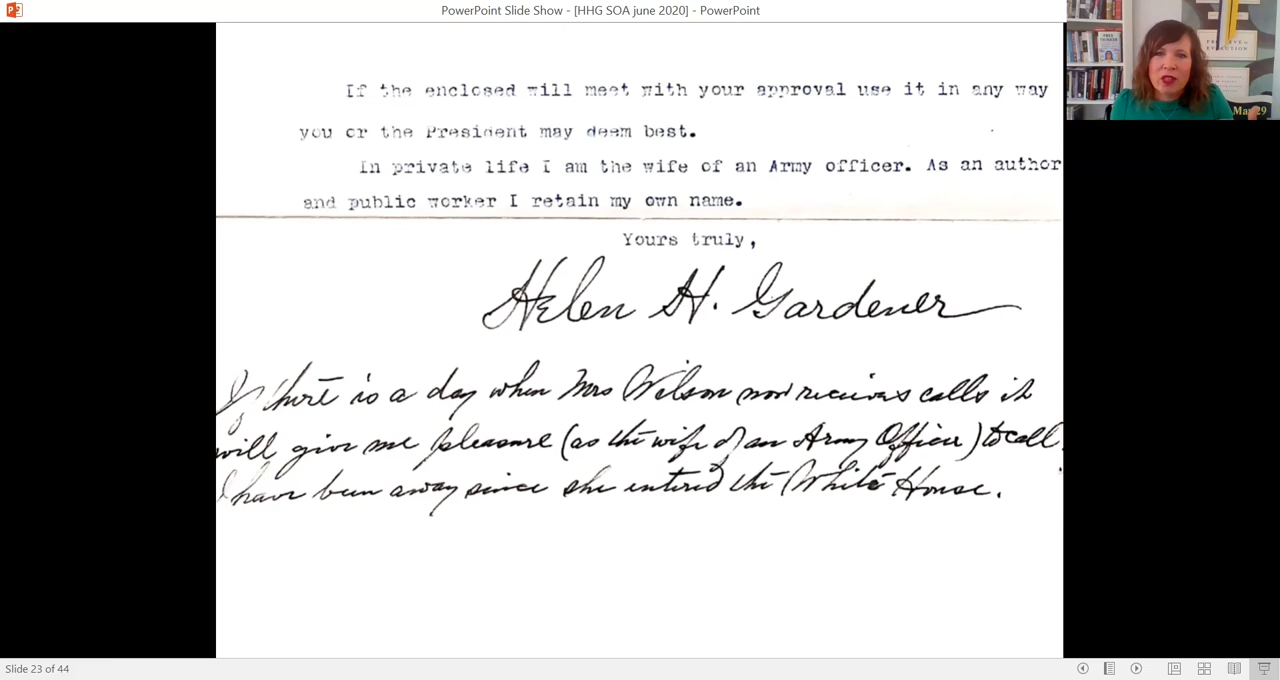 PowerPoint Slide Show - [HHG SOA june 2020] - PowerPoint
If the enclosed will meet with your approval use it in any way
you or the President may deem best.
In private life I am the wife of an Army officer. As an author
and public worker I retain my own name.
Yours truly,
Helen H. Gardener
If there is a day when Mrs Wilson now receives calls it
will give me pleasure (as the wife of an Army Officer) to call.
I have been away since she entered the White House.
FREE
EVOLUTION
Mar 29
Slide 23 of 44